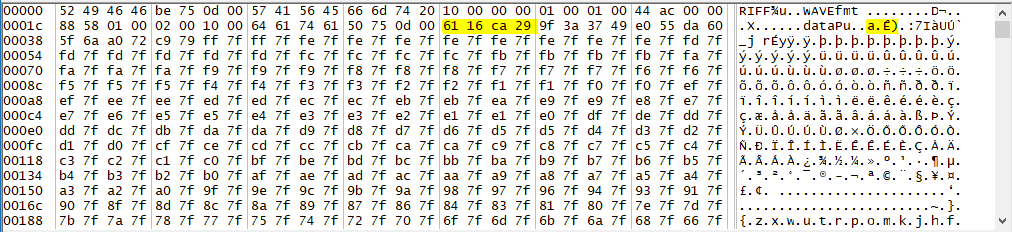 00000 52 49 46 46 be 75 0d 00 57 41 56 45 66 6d 74 20 10 00 00 00 01 00 01 00 44 ac 00 00 RIFF¾u..WAVEfmt ........D¬..
0001c 88 58 01 00 02 00 10 00 64 61 74 61 50 75 0d 00 61 16 ca 29 9f 3a 37 49 e0 55 da 60 .X......dataPu..a.Ê).:7IàUÚ`
00038 5f 6a a0 72 c9 79 ff 7f ff 7f fe 7f fe 7f fe 7f fe 7f fe 7f fe 7f fe 7f fe 7f fd 7f _j rÉyÿ.ÿ.þ.þ.þ.þ.þ.þ.þ.þ.ý.
00054 fd 7f fd 7f fd 7f fd 7f fd 7f fc 7f fc 7f fc 7f fc 7f fb 7f fb 7f fb 7f fb 7f fa 7f ý.ý.ý.ý.ý.ü.ü.ü.ü.û.û.û.û.ú.
00070 fa 7f fa 7f fa 7f f9 7f f9 7f f9 7f f8 7f f8 7f f8 7f f7 7f f7 7f f7 7f f6 7f f6 7f ú.ú.ú.ù.ù.ù.ø.ø.ø.÷.÷.÷.ö.ö.
0008c f5 7f f5 7f f5 7f f4 7f f4 7f f3 7f f3 7f f2 7f f2 7f f1 7f f1 7f f0 7f f0 7f ef 7f õ.õ.õ.ô.ô.ó.ó.ò.ò.ñ.ñ.ð.ð.ï.
000a8 ef 7f ee 7f ee 7f ed 7f ed 7f ec 7f ec 7f eb 7f eb 7f ea 7f e9 7f e9 7f e8 7f e7 7f ï.î.î.í.í.ì.ì.ë.ë.ê.é.é.è.ç.
000c4 e7 7f e6 7f e5 7f e5 7f e4 7f e3 7f e3 7f e2 7f e1 7f e1 7f e0 7f df 7f de 7f dd 7f ç.æ.å.å.ä.ã.ã.â.á.á.à.ß.Þ.Ý.
000e0 dd 7f dc 7f db 7f da 7f da 7f d9 7f d8 7f d7 7f d6 7f d5 7f d5 7f d4 7f d3 7f d2 7f Ý.Ü.Û.Ú.Ú.Ù.Ø.×.Ö.Õ.Õ.Ô.Ó.Ò.
000fc d1 7f d0 7f cf 7f ce 7f cd 7f cc 7f cb 7f ca 7f ca 7f c9 7f c8 7f c7 7f c5 7f c4 7f Ñ.Ð.Ï.Î.Í.Ì.Ë.Ê.Ê.É.È.Ç.Å.Ä.
00118 c3 7f c2 7f c1 7f c0 7f bf 7f be 7f bd 7f bc 7f bb 7f ba 7f b9 7f b7 7f b6 7f b5 7f Ã.Â.Á.À.¿.¾.½.¼.».º.¹.·.¶.µ.
00134 b4 7f b3 7f b2 7f b0 7f af 7f ae 7f ad 7f ac 7f aa 7f a9 7f a8 7f a7 7f a5 7f a4 7f ´.³.².°.¯.®.­.¬.ª.©.¨.§.¥.¤.
00150 a3 7f a2 7f a0 7f 9f 7f 9e 7f 9c 7f 9b 7f 9a 7f 98 7f 97 7f 96 7f 94 7f 93 7f 91 7f £.¢. ..................'.
0016c 90 7f 8f 7f 8d 7f 8c 7f 8a 7f 89 7f 87 7f 86 7f 84 7f 83 7f 81 7f 80 7f 7e 7f 7d 7f ........................~.}.
00188 7b 7f 7a 7f 78 7f 77 7f 75 7f 74 7f 72 7f 70 7f 6f 7f 6d 7f 6b 7f 6a 7f 68 7f 66 7f {.z.x.w.u.t.r.p.o.m.k.j.h.f.